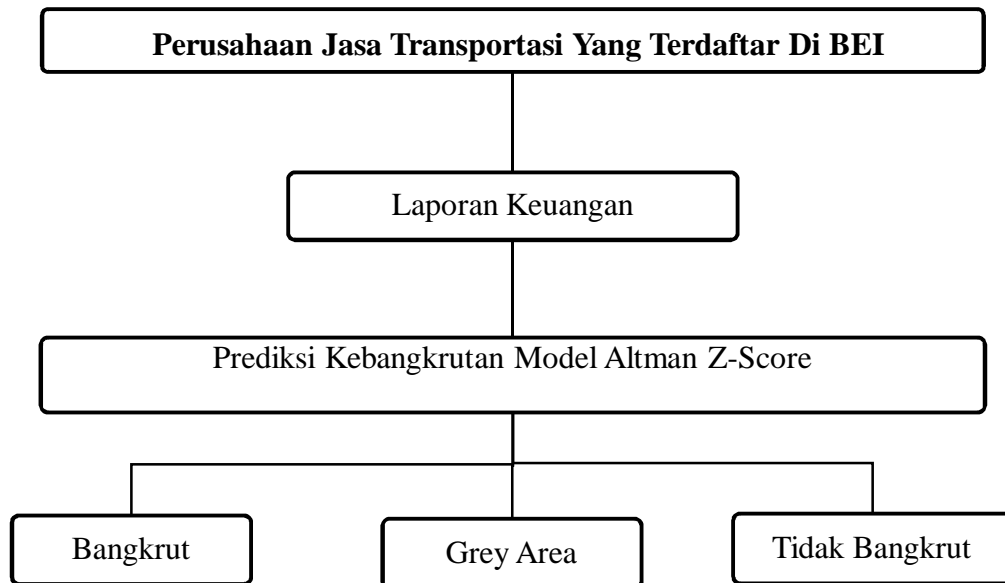 Perusahaan Jasa Transportasi Yang Terdaftar Di BEI
Laporan Keuangan
Prediksi Kebangkrutan Model Altman Z-Score
Bangkrut
Grey Area
Tidak Bangkrut